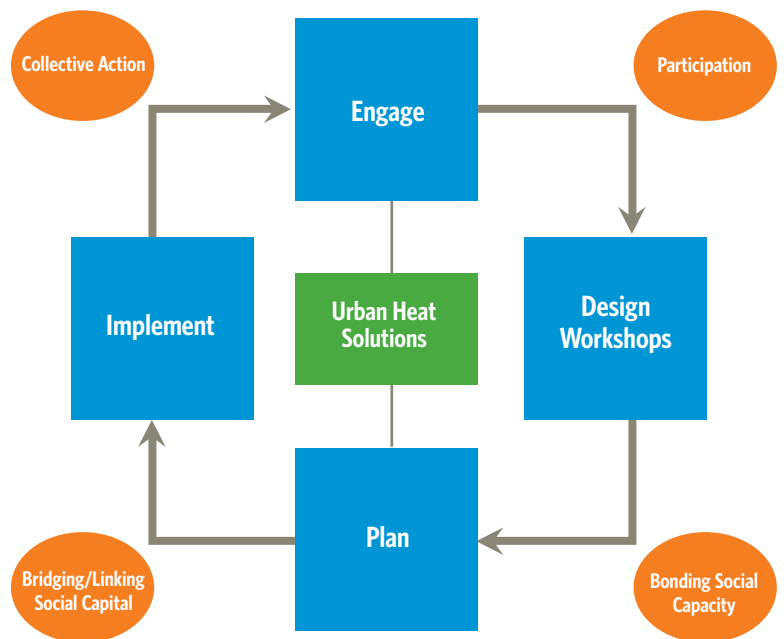 Collective Action
Engage
Participation
Implement
Urban Heat
Solutions
Design
Workshops
Bridging/Linking
Social Capital
Plan
Bonding Social
Capacity